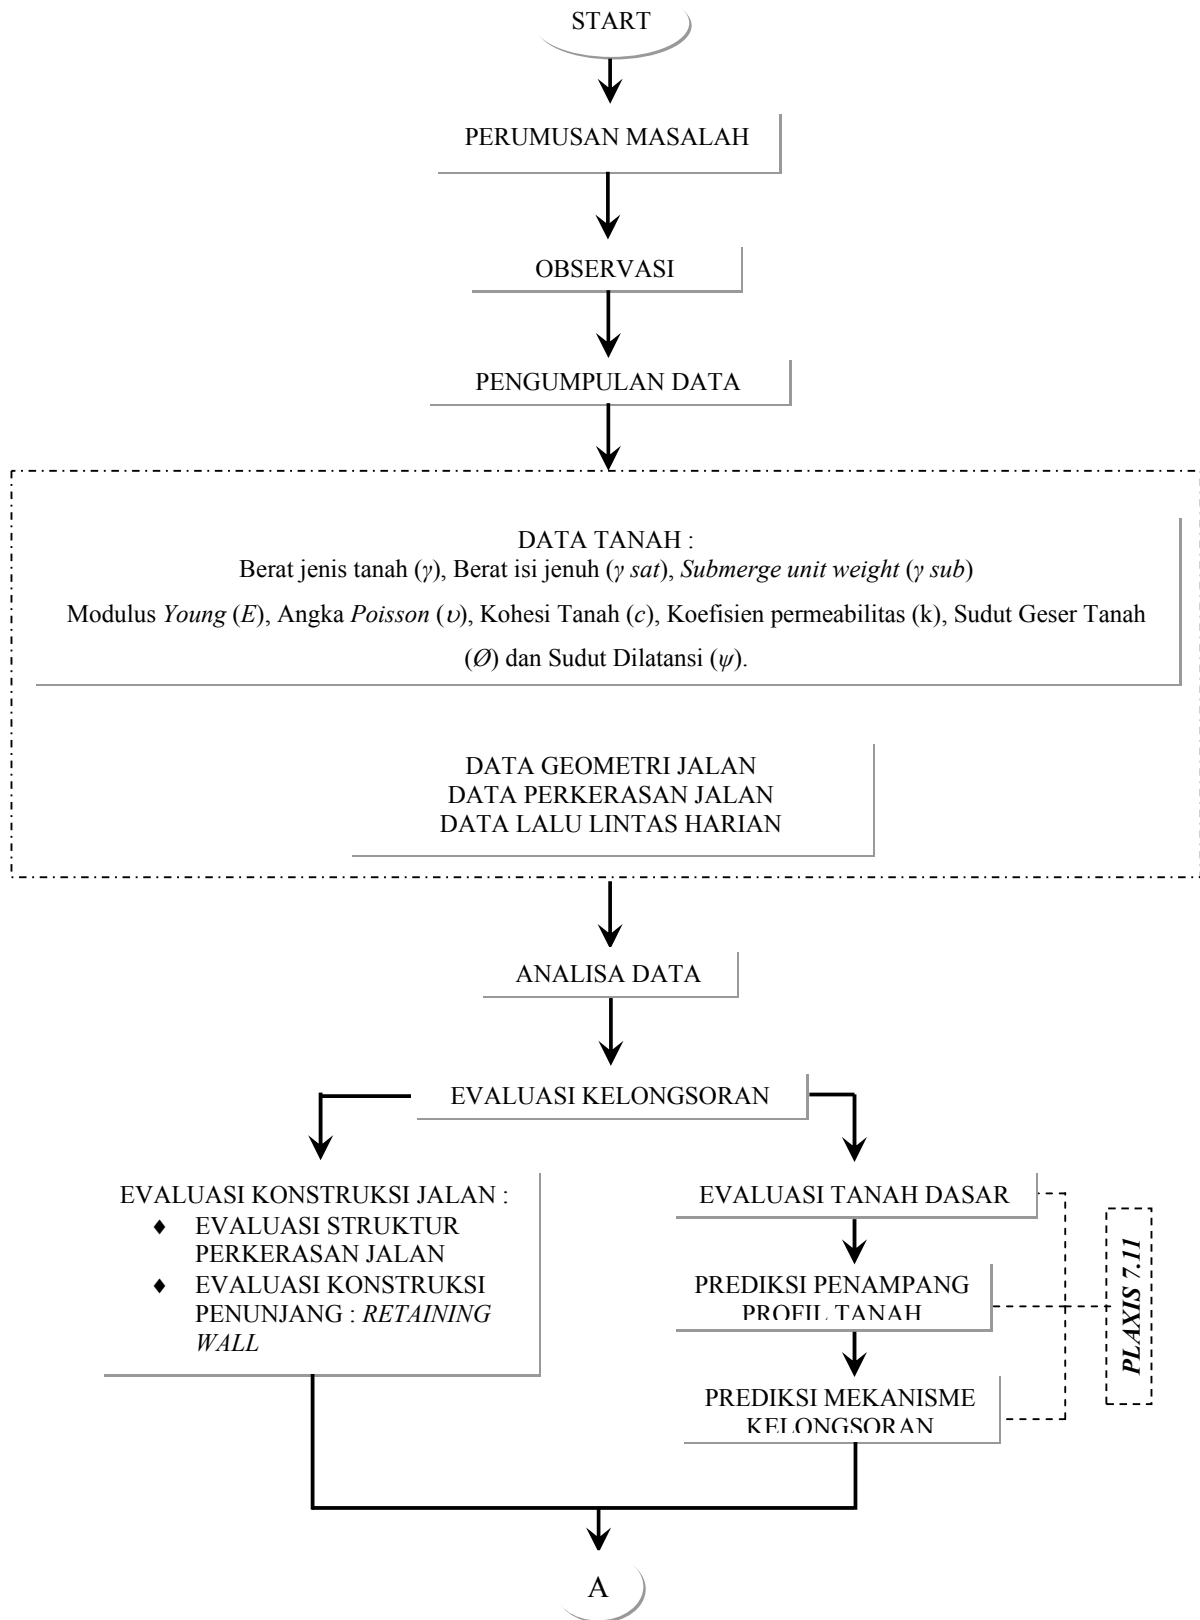 START
PERUMUSAN MASALAH
OBSERVASI
PENGUMPULAN DATA
DATA TANAH :
Berat jenis tanah (γ), Berat isi jenuh (γ sat), Submerge unit weight (γ sub)
Modulus Young (E), Angka Poisson (υ), Kohesi Tanah (c), Koefisien permeabilitas (k), Sudut Geser Tanah
(Ø) dan Sudut Dilatansi (ψ).
DATA GEOMETRI JALAN
DATA PERKERASAN JALAN
DATA LALU LINTAS HARIAN
ANALISA DATA
EVALUASI KELONGSORAN
EVALUASI KONSTRUKSI JALAN :
♦ EVALUASI STRUKTUR
PERKERASAN JALAN
♦ EVALUASI KONSTRUKSI
PENUNJANG : RETAINING
WALL
EVALUASI TANAH DASAR
PREDIKSI PENAMPANG
PROFIL TANAH
PREDIKSI MEKANISME
KELONGSORAN
PLAXIS 7.11
A